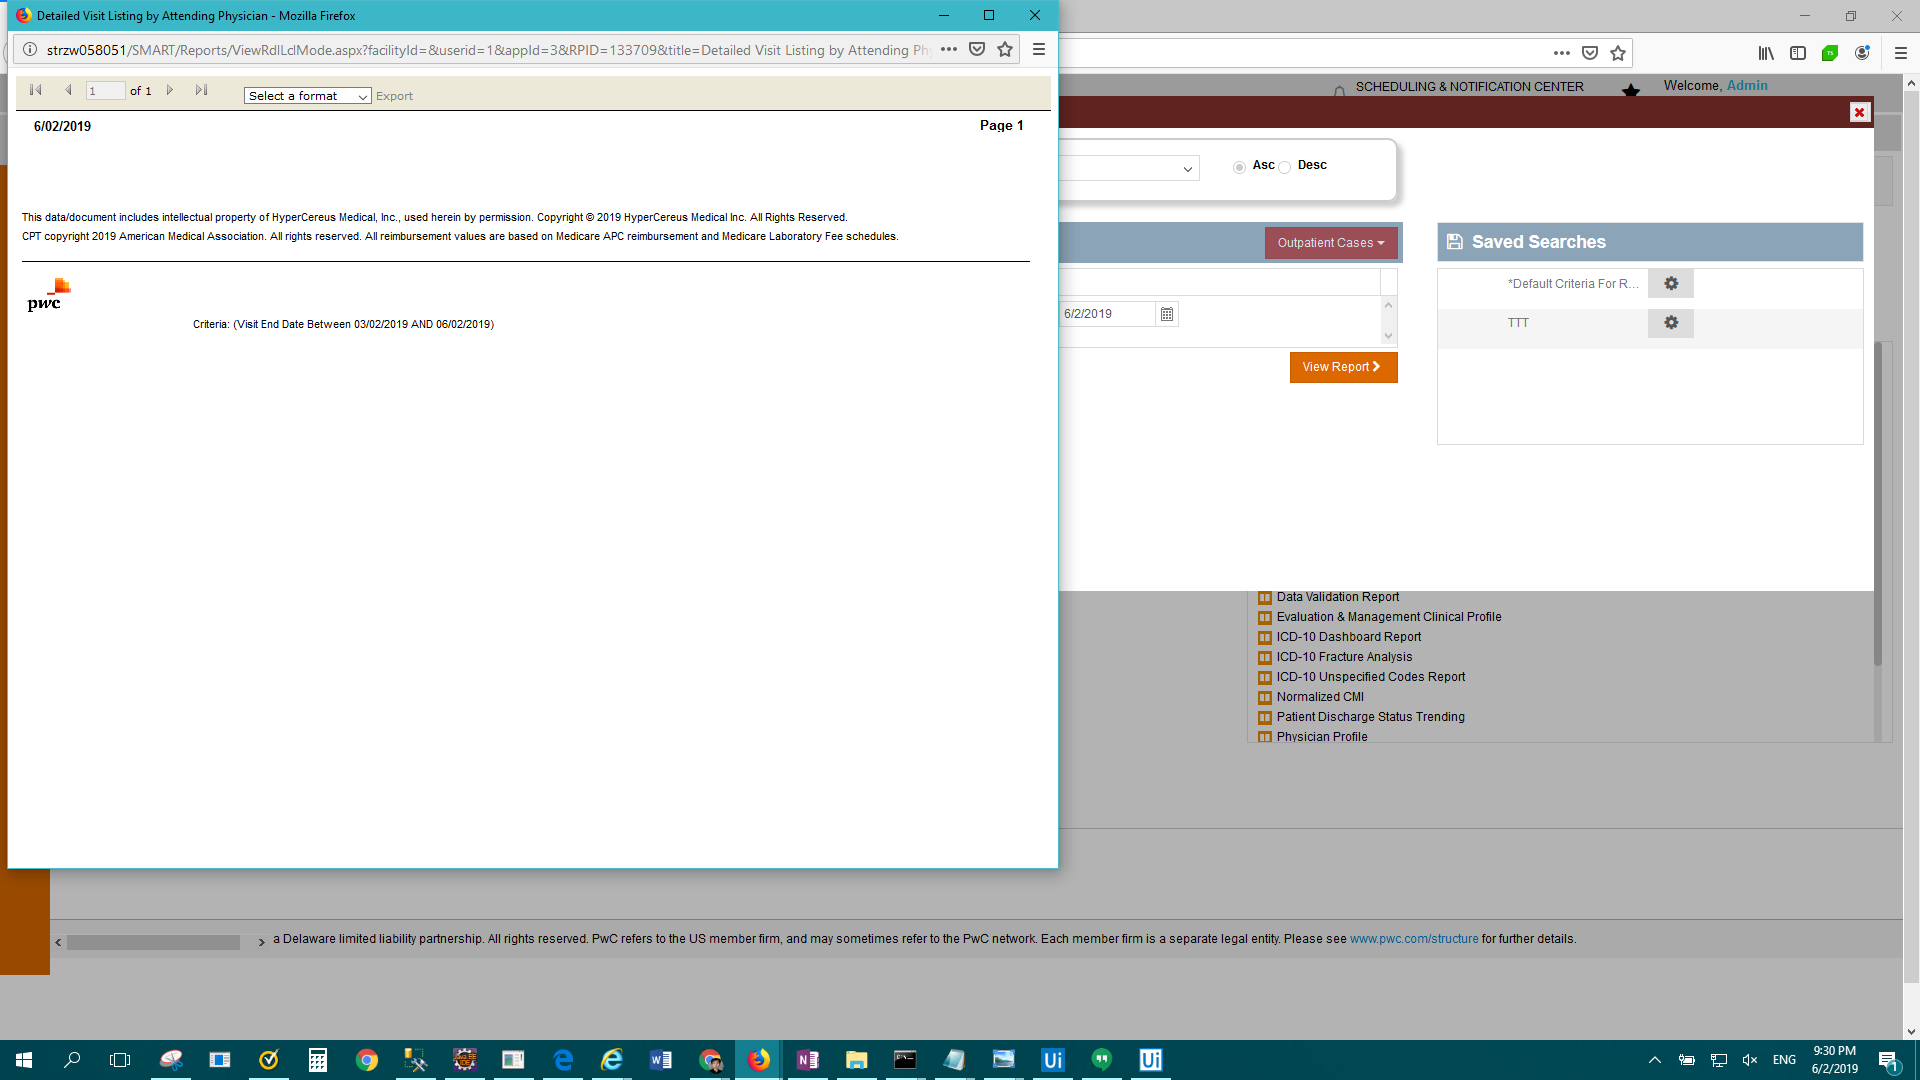 Detailed Visit Listing by Attending Physician - Mozilla Firefox
strzw058051/SMART/Reports/ViewRdlLclMode.aspx?facilityId=&userid=1&appId=3&RPID=133709&title=Detailed Visit Listing by Attending Ph
1 of 1 Select a format Export
6/02/2019 Page 1
This data/document includes intellectual property of HyperCereus Medical, Inc., used herein by permission. Copyright © 2019 HyperCereus Medical Inc. All Rights Reserved.
CPT copyright 2019 American Medical Association. All rights reserved. All reimbursement values are based on Medicare APC reimbursement and Medicare Laboratory Fee schedules.
pwc
Criteria: (Visit End Date Between 03/02/2019 AND 06/02/2019)
SCHEDULING & NOTIFICATION CENTER
Welcome, Admin
Asc Desc
Outpatient Cases
Saved Searches
*Default Criteria For R...
TTT
6/2/2019
View Report
Data Validation Report
Evaluation & Management Clinical Profile
ICD-10 Dashboard Report
ICD-10 Fracture Analysis
ICD-10 Unspecified Codes Report
Normalized CMI
Patient Discharge Status Trending
Physician Profile
a Delaware limited liability partnership. All rights reserved. PwC refers to the US member firm, and may sometimes refer to the PwC network. Each member firm is a separate legal entity. Please see www.pwc.com/structure for further details.
ENG
9:30 PM
6/2/2019
1